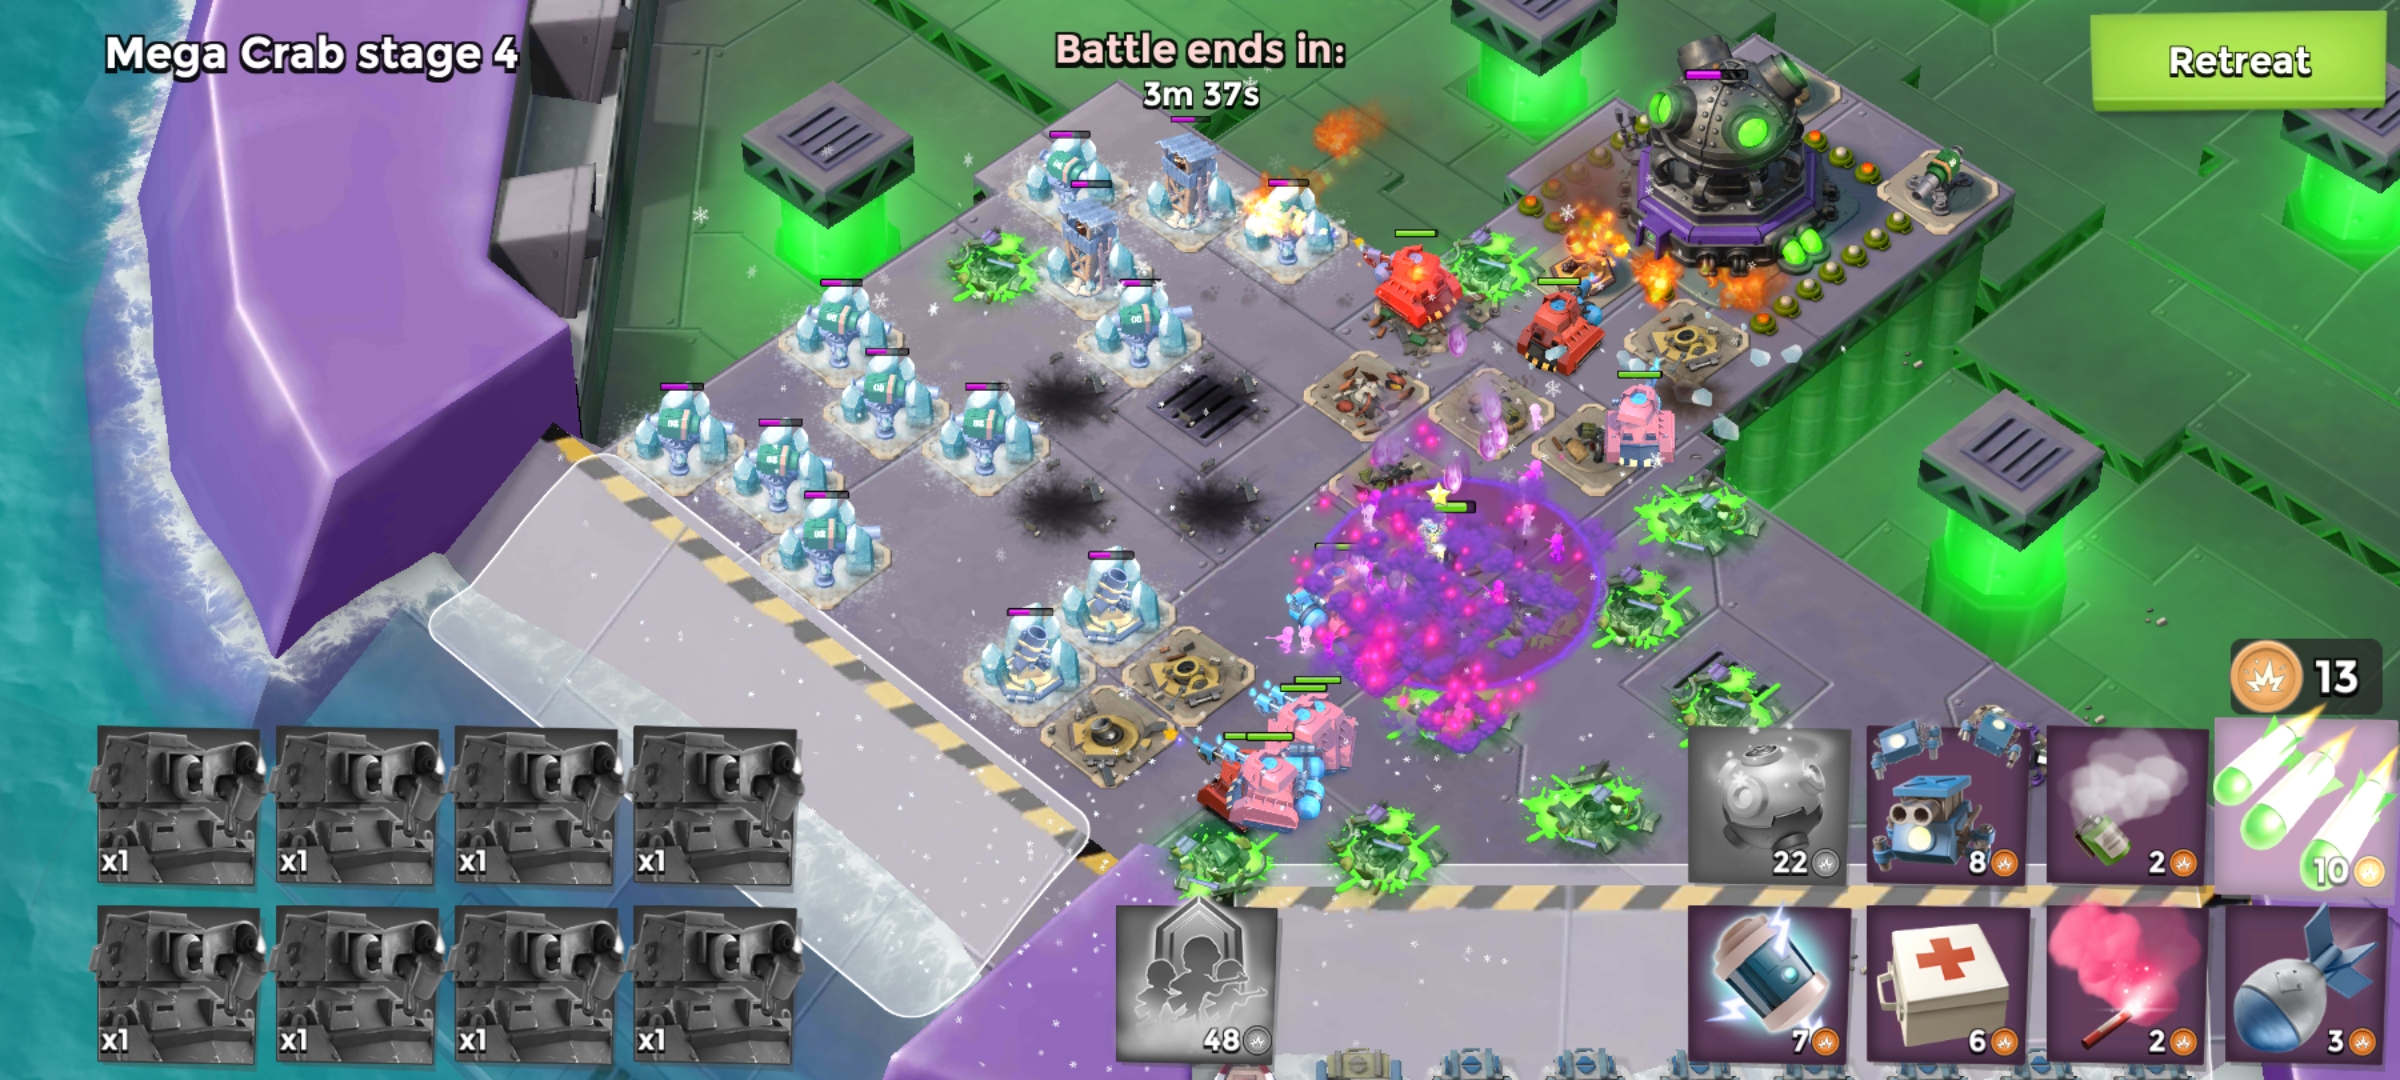 Mega Crab stage 4
Battle ends in:
3m 37s
Retreat
13
x1
x1
x1
x1
22
8
2
10
x1
x1
x1
x1
48
7
6
2
3